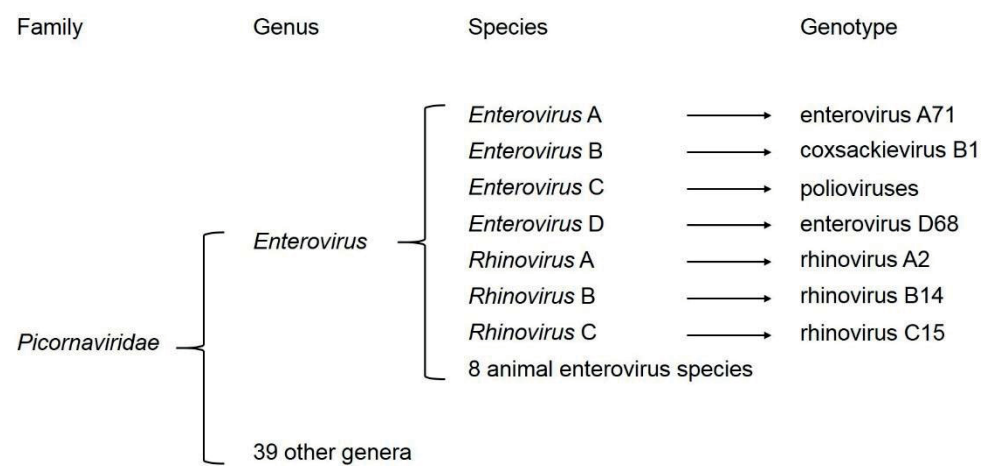 Family Genus Species Genotype
Enterovirus A enterovirus A71
Enterovirus B coxsackievirus B1
Enterovirus C polioviruses
Enterovirus D enterovirus D68
Enterovirus
Rhinovirus A rhinovirus A2
Rhinovirus B rhinovirus B14
Rhinovirus C rhinovirus C15
Picornaviridae
8 animal enterovirus species
39 other genera